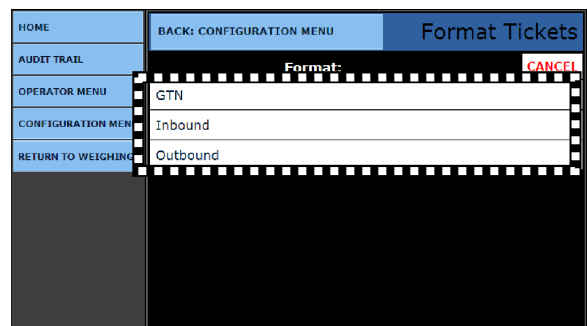 HOME
BACK: CONFIGURATION MENU
Format Tickets
AUDIT TRAIL
Format:
CANCEL
OPERATOR MENU
GTN
CONFIGURATION MEN
Inbound
RETURN TO WEIGHING
Outbound